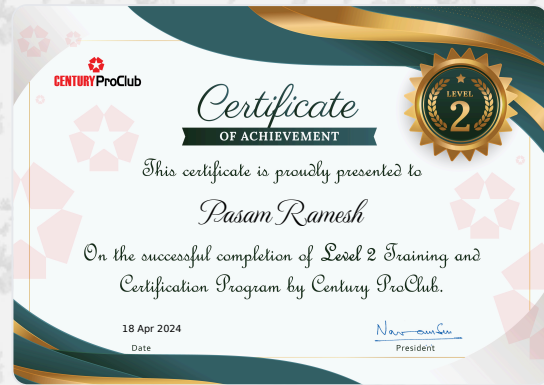 CENTURY ProClub
Certificate
OF ACHIEVEMENT
LEVEL
2
This certificate is proudly presented to
Pasam Ramesh
On the successful completion of Level 2 Training and
Certification Program by Century ProClub.
18 Apr 2024
Date
President